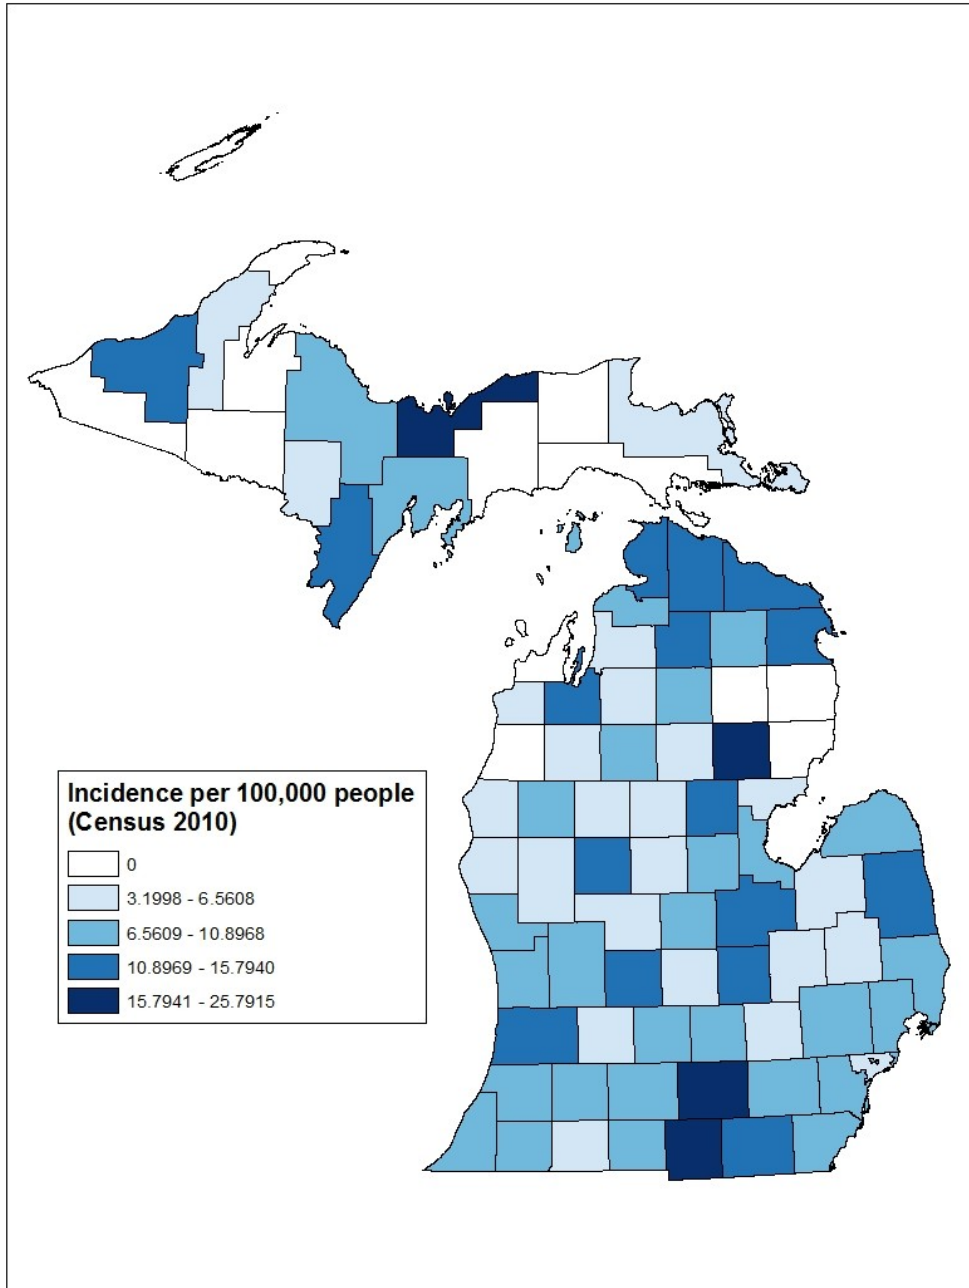 Incidence per 100,000 people
(Census 2010)
0
3.1998 - 6.5608
6.5609 - 10.8968
10.8969 - 15.7940
15.7941 - 25.7915